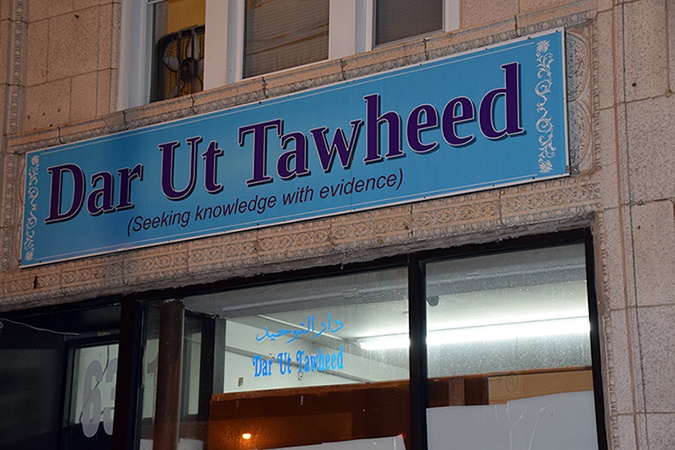 Dar Ut Tawheed
(Seeking knowledge with evidence)
دار التوحيد
Dar Ut Tawheed